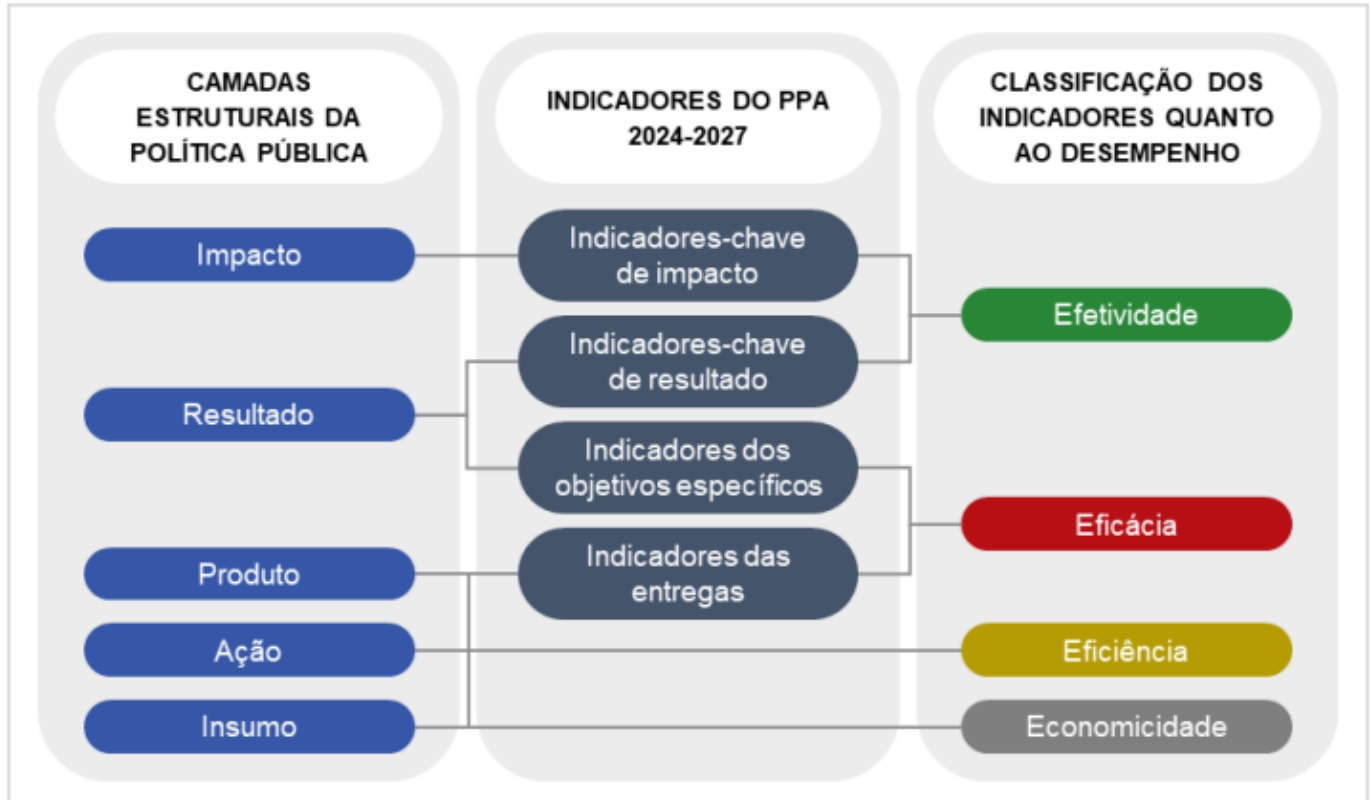 CAMADAS
ESTRUTURAIS DA
POLÍTICA PÚBLICA
Impacto
Resultado
Produto
Ação
Insumo
INDICADORES DO PPA
2024-2027
Indicadores-chave
de impacto
Indicadores-chave
de resultado
Indicadores dos
objetivos específicos
Indicadores das
entregas
CLASSIFICAÇÃO DOS
INDICADORES QUANTO
AO DESEMPENHO
Efetividade
Eficácia
Eficiência
Economicidade